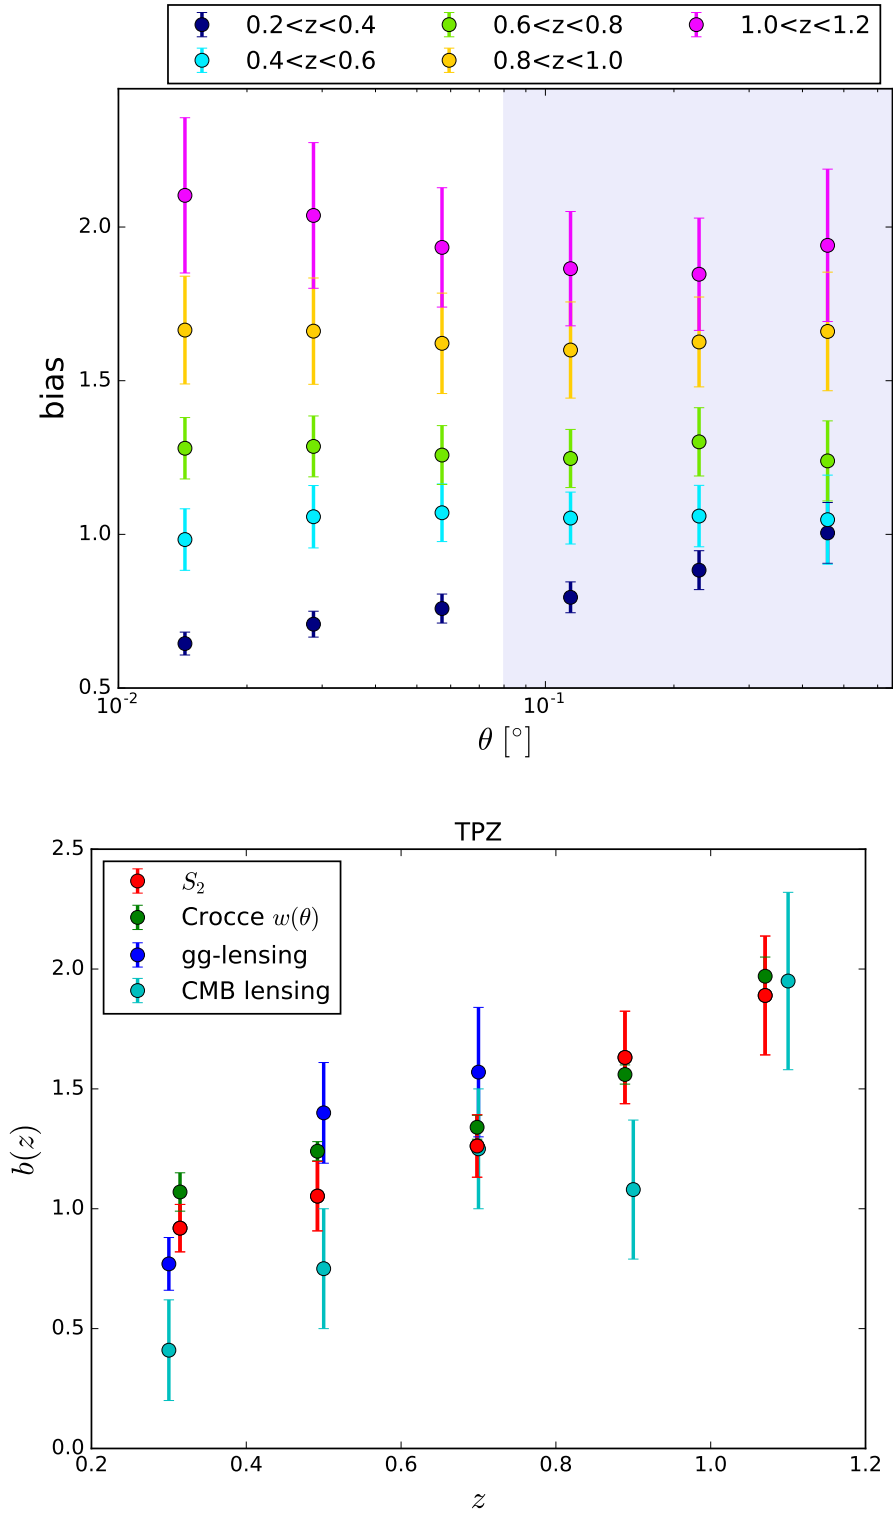 0.2<z<0.4 0.6<z<0.8 1.0<z<1.2
0.4<z<0.6 0.8<z<1.0
2.0
1.5
1.0
0.5
bias
10⁻² 10⁻¹
θ [°]
TPZ
2.5
2.0
1.5
1.0
0.5
0.0
S₂
Crocce w(θ)
gg-lensing
CMB lensing
b(z)
0.2 0.4 0.6 0.8 1.0 1.2
z